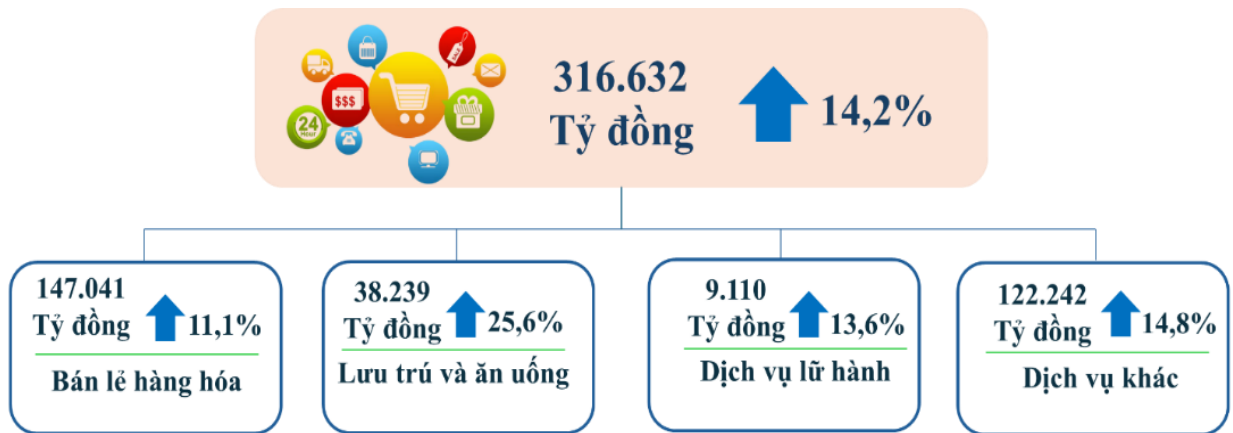 316.632
Tỷ đồng
14,2%
$$$
24
147.041
Tỷ đồng
11,1%
Bán lẻ hàng hóa
38.239
Tỷ đồng
25,6%
Lưu trú và ăn uống
9.110
Tỷ đồng
13,6%
Dịch vụ lữ hành
122.242
Tỷ đồng
14,8%
Dịch vụ khác